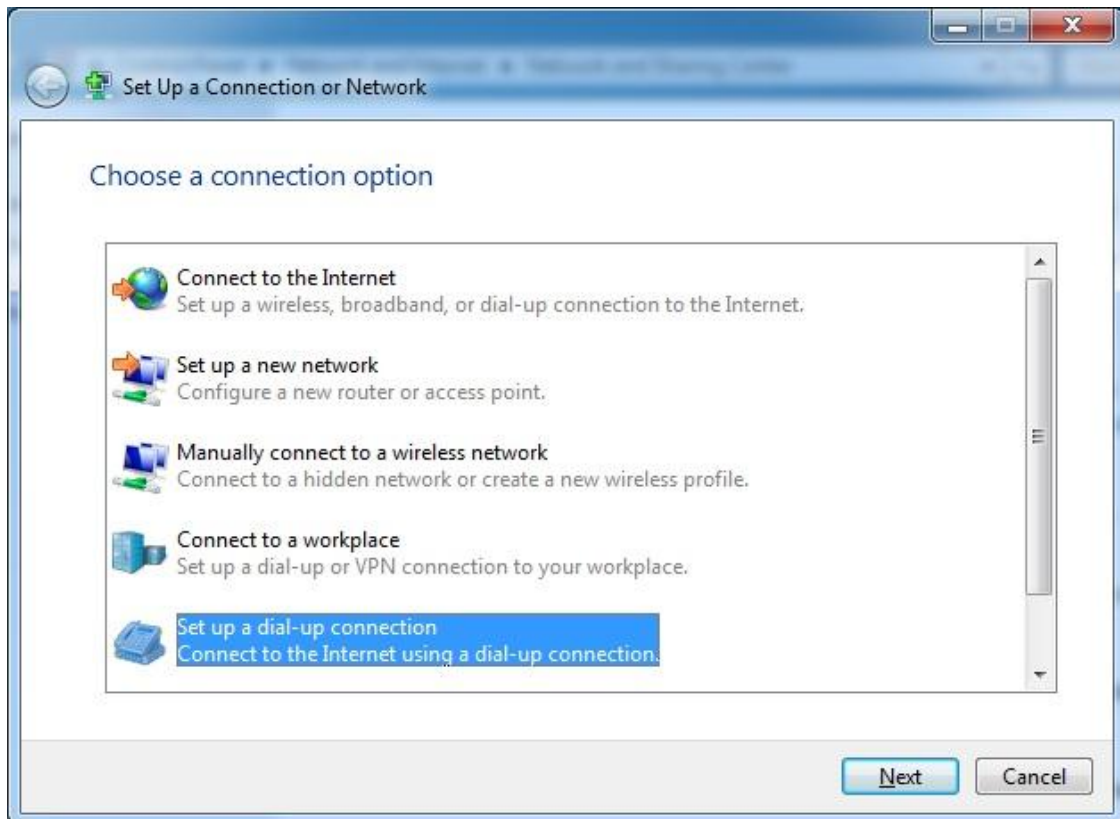 Set Up a Connection or Network
Choose a connection option
Connect to the Internet
Set up a wireless, broadband, or dial-up connection to the Internet.
Set up a new network
Configure a new router or access point.
Manually connect to a wireless network
Connect to a hidden network or create a new wireless profile.
Connect to a workplace
Set up a dial-up or VPN connection to your workplace.
Set up a dial-up connection
Connect to the Internet using a dial-up connection.
Next
Cancel